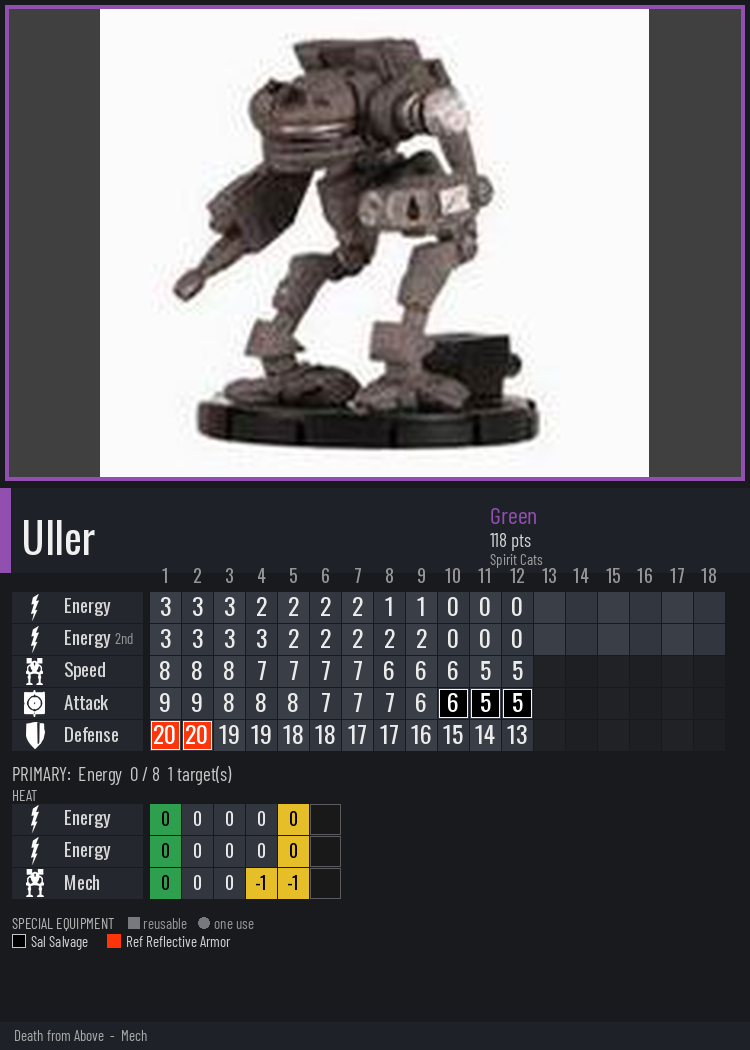 Uller
Green
118 pts
Spirit Cats
1 2 3 4 5 6 7 8 9 10 11 12 13 14 15 16 17 18
Energy 3 3 3 2 2 2 2 1 1 0 0 0
Energy 2nd 3 3 3 3 2 2 2 2 2 0 0 0
Speed 8 8 8 7 7 7 7 6 6 6 5 5
Attack 9 9 8 8 8 7 7 7 6 6 5 5
Defense 20 20 19 19 18 18 17 17 16 15 14 13
PRIMARY: Energy 0 / 8 1 target(s)
HEAT
Energy 0 0 0 0 0
Energy 0 0 0 0 0
Mech 0 0 0 -1 -1
SPECIAL EQUIPMENT reusable one use
Sal Salvage Ref Reflective Armor
Death from Above - Mech